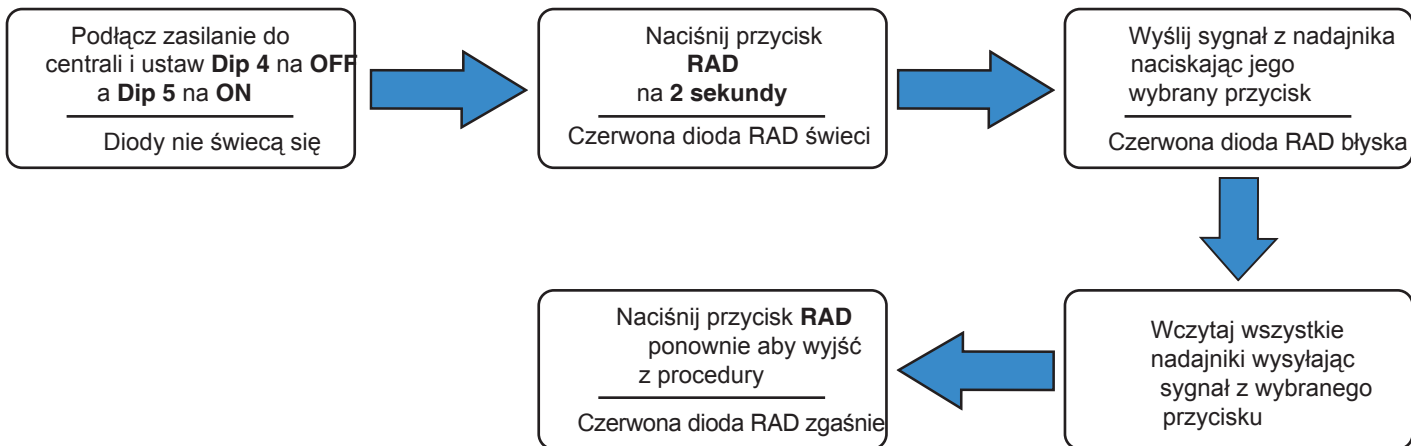 Podłącz zasilanie do
centrali i ustaw Dip 4 na OFF
a Dip 5 na ON
Diody nie świecą się
Naciśnij przycisk
RAD
na 2 sekundy
Czerwona dioda RAD świeci
Wyślij sygnał z nadajnika
naciskając jego
wybrany przycisk
Czerwona dioda RAD błyska
Wczytaj wszystkie
nadajniki wysyłając
sygnał z wybranego
przycisku
Naciśnij przycisk RAD
ponownie aby wyjść
z procedury
Czerwona dioda RAD zgaśnie